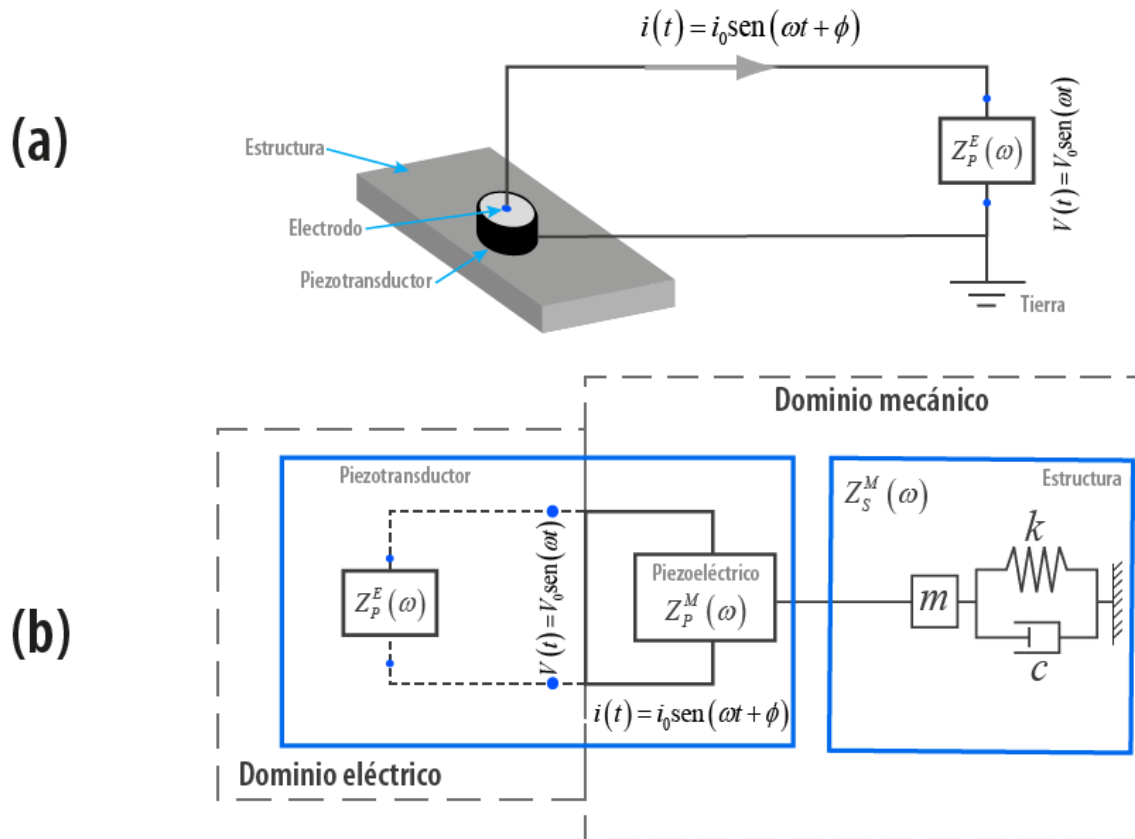 (a)
i(t) = i₀sen(ωt + ϕ)
Estructura
Electrodo
Piezotransductor
Z_P^E(ω)
V(t) = V₀sen(ωt)
Tierra
(b)
Dominio mecánico
Piezotransductor
Z_P^E(ω)
V(t) = V₀sen(ωt)
Piezoeléctrico
Z_P^M(ω)
i(t) = i₀sen(ωt + ϕ)
Dominio eléctrico
Estructura
Z_S^M(ω)
k
m
c